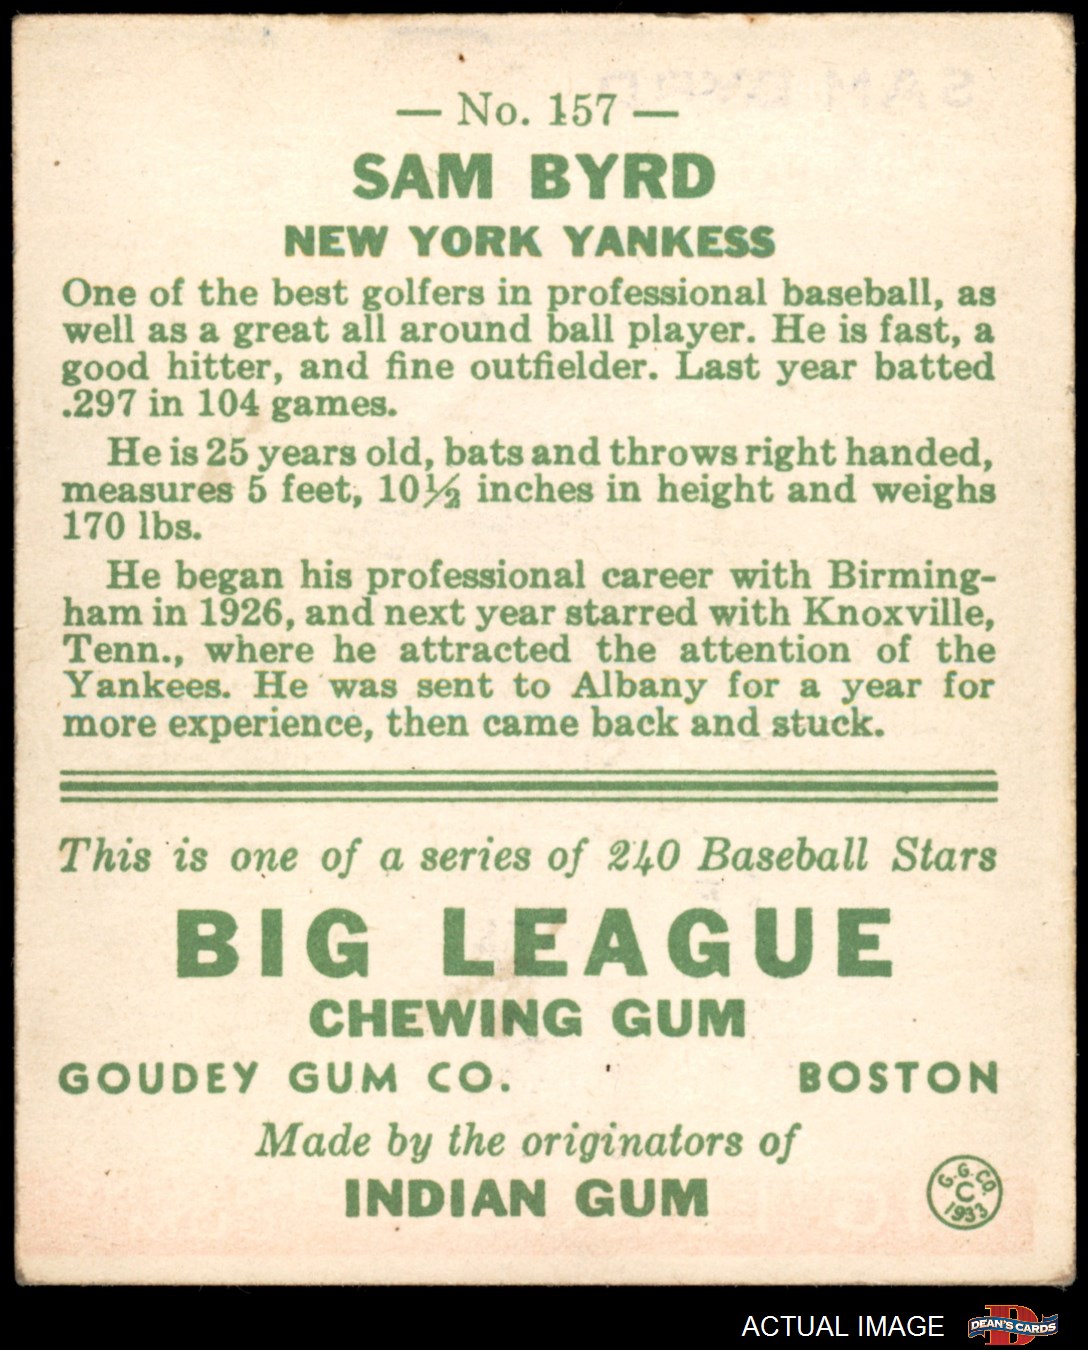 — No. 157 —
SAM BYRD
NEW YORK YANKESS
One of the best golfers in professional baseball, as
well as a great all around ball player. He is fast, a
good hitter, and fine outfielder. Last year batted
.297 in 104 games.
He is 25 years old, bats and throws right handed,
measures 5 feet, 10½ inches in height and weighs
170 lbs.
He began his professional career with Birming-
ham in 1926, and next year starred with Knoxville,
Tenn., where he attracted the attention of the
Yankees. He was sent to Albany for a year for
more experience, then came back and stuck.
This is one of a series of 240 Baseball Stars
BIG LEAGUE
CHEWING GUM
GOUDEY GUM CO. BOSTON
Made by the originators of
INDIAN GUM
G.G.CO.
C
1933
ACTUAL IMAGE
DEAN'S CARDS